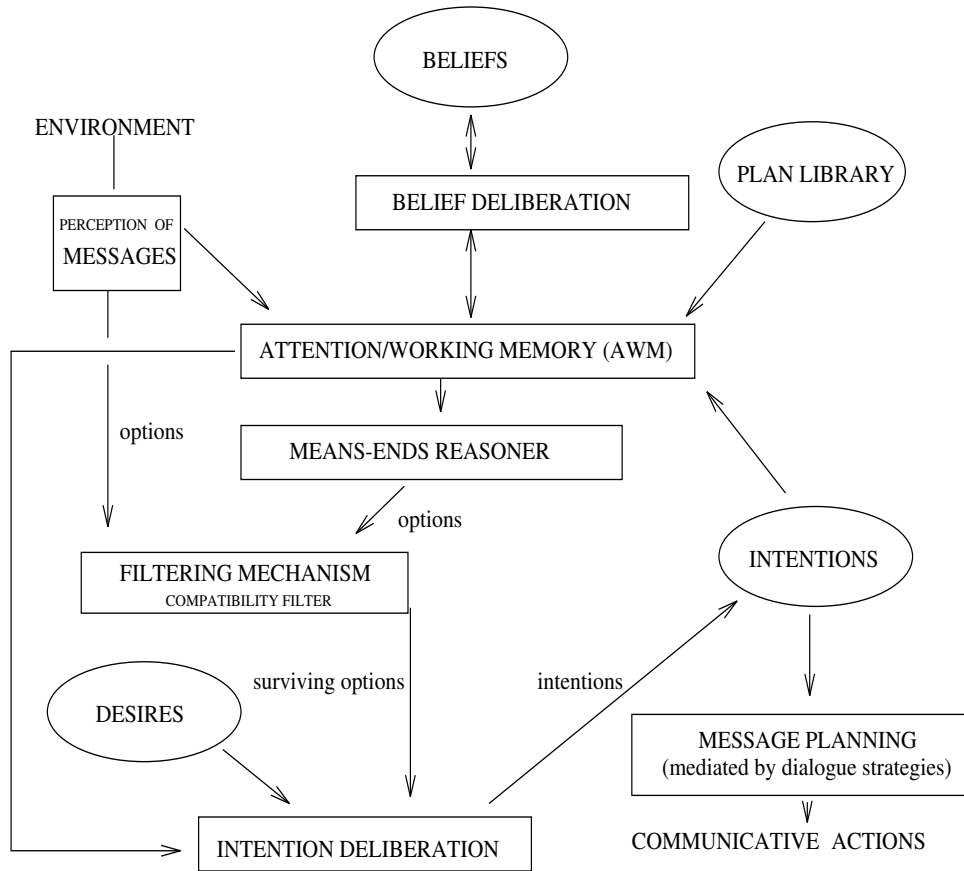 BELIEFS
ENVIRONMENT
PLAN LIBRARY
BELIEF DELIBERATION
PERCEPTION OF
MESSAGES
ATTENTION/WORKING MEMORY (AWM)
options
MEANS-ENDS REASONER
options
FILTERING MECHANISM
COMPATIBILITY FILTER
INTENTIONS
surviving options
intentions
DESIRES
MESSAGE PLANNING
(mediated by dialogue strategies)
COMMUNICATIVE ACTIONS
INTENTION DELIBERATION